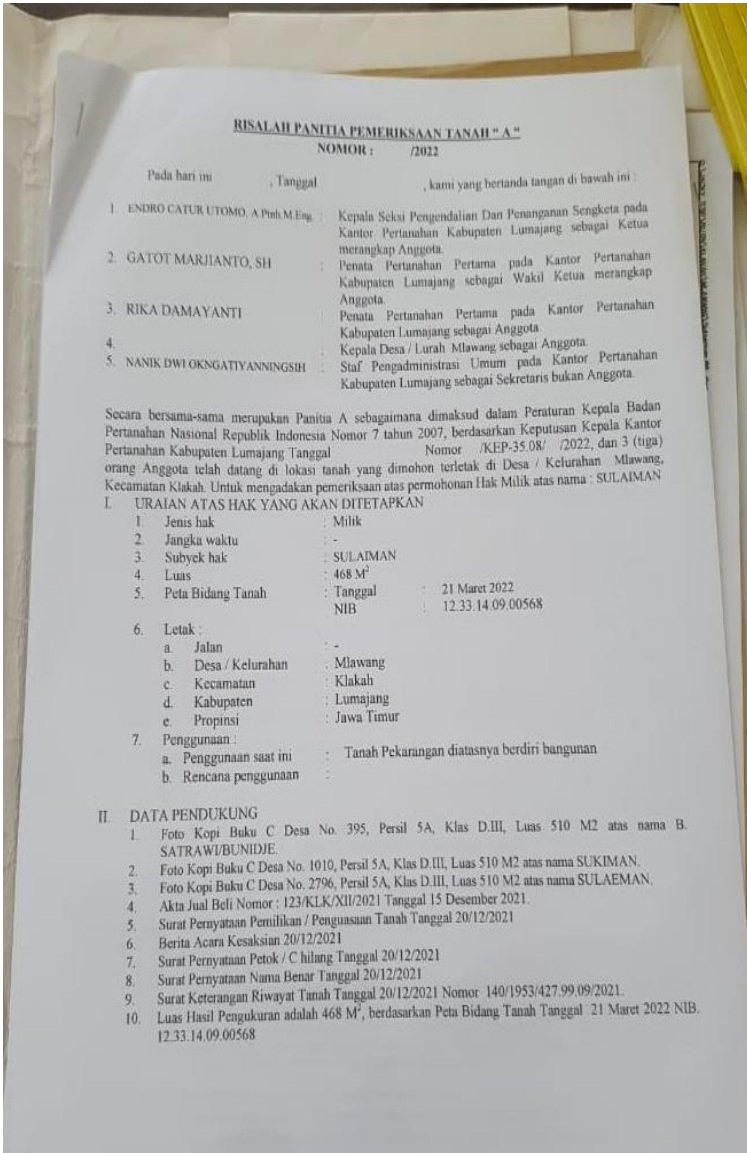 RISALAH PANITIA PEMERIKSAAN TANAH " A "
NOMOR : /2022
Pada hari ini , Tanggal , kami yang bertanda tangan di bawah ini :
1. ENDRO CATUR UTOMO, A.Ptnh.M.Eng. : Kepala Seksi Pengendalian Dan Penanganan Sengketa pada
Kantor Pertanahan Kabupaten Lumajang sebagai Ketua
merangkap Anggota.
2. GATOT MARJIANTO, SH : Penata Pertanahan Pertama pada Kantor Pertanahan
Kabupaten Lumajang sebagai Wakil Ketua merangkap
Anggota.
3. RIKA DAMAYANTI : Penata Pertanahan Pertama pada Kantor Pertanahan
Kabupaten Lumajang sebagai Anggota.
4. : Kepala Desa / Lurah Mlawang sebagai Anggota.
5. NANIK DWI OKNGATIYANNINGSIH : Staf Pengadministrasi Umum pada Kantor Pertanahan
Kabupaten Lumajang sebagai Sekretaris bukan Anggota.
Secara bersama-sama merupakan Panitia A sebagaimana dimaksud dalam Peraturan Kepala Badan
Pertanahan Nasional Republik Indonesia Nomor 7 tahun 2007, berdasarkan Keputusan Kepala Kantor
Pertanahan Kabupaten Lumajang Tanggal Nomor /KEP-35.08/ /2022, dan 3 (tiga)
orang Anggota telah datang di lokasi tanah yang dimohon terletak di Desa / Kelurahan Mlawang,
Kecamatan Klakah. Untuk mengadakan pemeriksaan atas permohonan Hak Milik atas nama : SULAIMAN
I. URAIAN ATAS HAK YANG AKAN DITETAPKAN
1. Jenis hak : Milik
2. Jangka waktu : -
3. Subyek hak : SULAIMAN
4. Luas : 468 M²
5. Peta Bidang Tanah : Tanggal : 21 Maret 2022
NIB : 12.33.14.09.00568
6. Letak :
a. Jalan : -
b. Desa / Kelurahan : Mlawang
c. Kecamatan : Klakah
d. Kabupaten : Lumajang
e. Propinsi : Jawa Timur
7. Penggunaan :
a. Penggunaan saat ini : Tanah Pekarangan diatasnya berdiri bangunan
b. Rencana penggunaan :
II. DATA PENDUKUNG
1. Foto Kopi Buku C Desa No. 395, Persil 5A, Klas D.III, Luas 510 M2 atas nama B.
SATRAWI/BUNIDJE.
2. Foto Kopi Buku C Desa No. 1010, Persil 5A, Klas D.III, Luas 510 M2 atas nama SUKIMAN.
3. Foto Kopi Buku C Desa No. 2796, Persil 5A, Klas D.III, Luas 510 M2 atas nama SULAEMAN.
4. Akta Jual Beli Nomor : 123/KLK/XII/2021 Tanggal 15 Desember 2021.
5. Surat Pernyataan Pemilikan / Penguasaan Tanah Tanggal 20/12/2021
6. Berita Acara Kesaksian 20/12/2021
7. Surat Pernyataan Petok / C hilang Tanggal 20/12/2021
8. Surat Pernyataan Nama Benar Tanggal 20/12/2021
9. Surat Keterangan Riwayat Tanah Tanggal 20/12/2021 Nomor 140/1953/427.99.09/2021.
10. Luas Hasil Pengukuran adalah 468 M², berdasarkan Peta Bidang Tanah Tanggal 21 Maret 2022 NIB.
12.33.14.09.00568